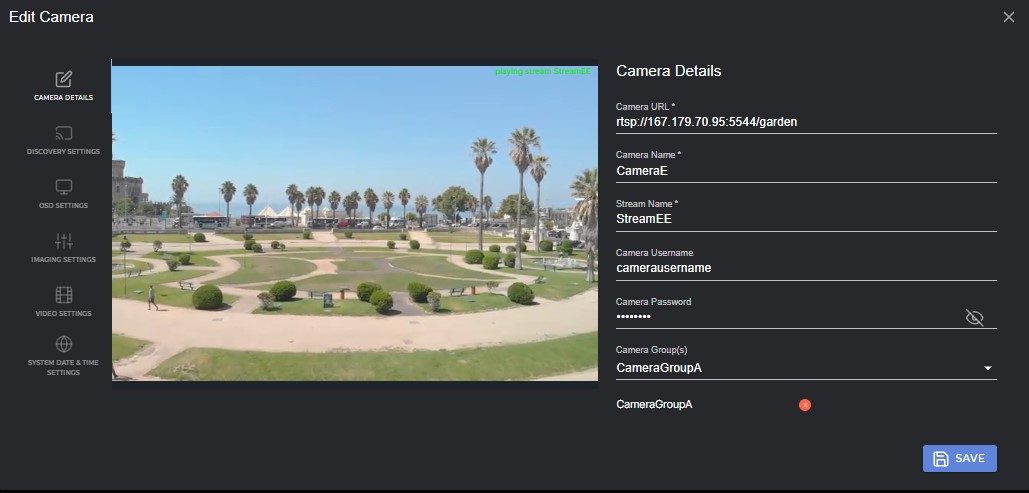 Edit Camera
CAMERA DETAILS
DISCOVERY SETTINGS
OSD SETTINGS
IMAGING SETTINGS
VIDEO SETTINGS
SYSTEM DATE & TIME
SETTINGS
playing stream StreamEE
Camera Details
Camera URL *
rtsp://167.179.70.95:5544/garden
Camera Name *
CameraE
Stream Name *
StreamEE
Camera Username
camerausername
Camera Password
••••••••
Camera Group(s)
CameraGroupA
CameraGroupA
SAVE